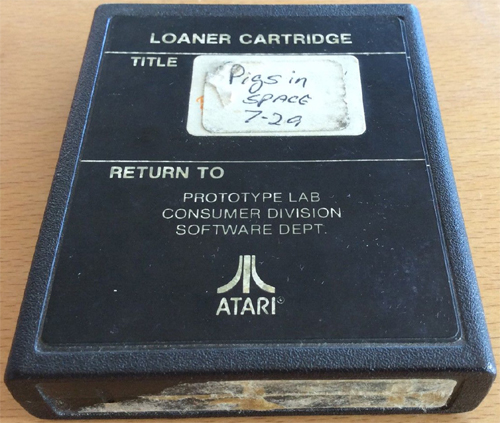 LOANER CARTRIDGE
TITLE
Pigs in
SPACE
7-29
RETURN TO
PROTOTYPE LAB
CONSUMER DIVISION
SOFTWARE DEPT.
ATARI®